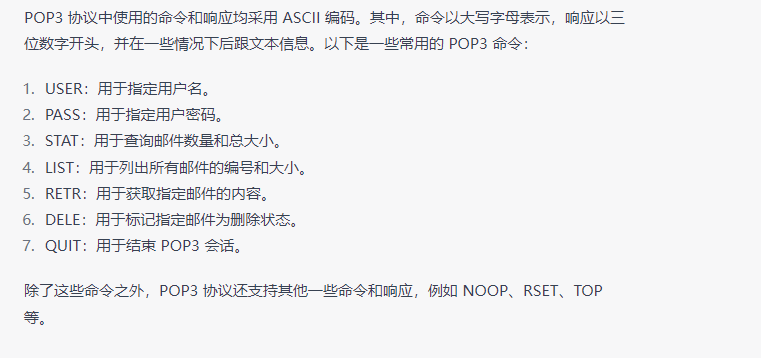 POP3 协议中使用的命令和响应均采用 ASCII 编码。其中，命令以大写字母表示，响应以三
位数字开头，并在一些情况下后跟文本信息。以下是一些常用的 POP3 命令：
1. USER：用于指定用户名。
2. PASS：用于指定用户密码。
3. STAT：用于查询邮件数量和总大小。
4. LIST：用于列出所有邮件的编号和大小。
5. RETR：用于获取指定邮件的内容。
6. DELE：用于标记指定邮件为删除状态。
7. QUIT：用于结束 POP3 会话。
除了这些命令之外，POP3 协议还支持其他一些命令和响应，例如 NOOP、RSET、TOP
等。